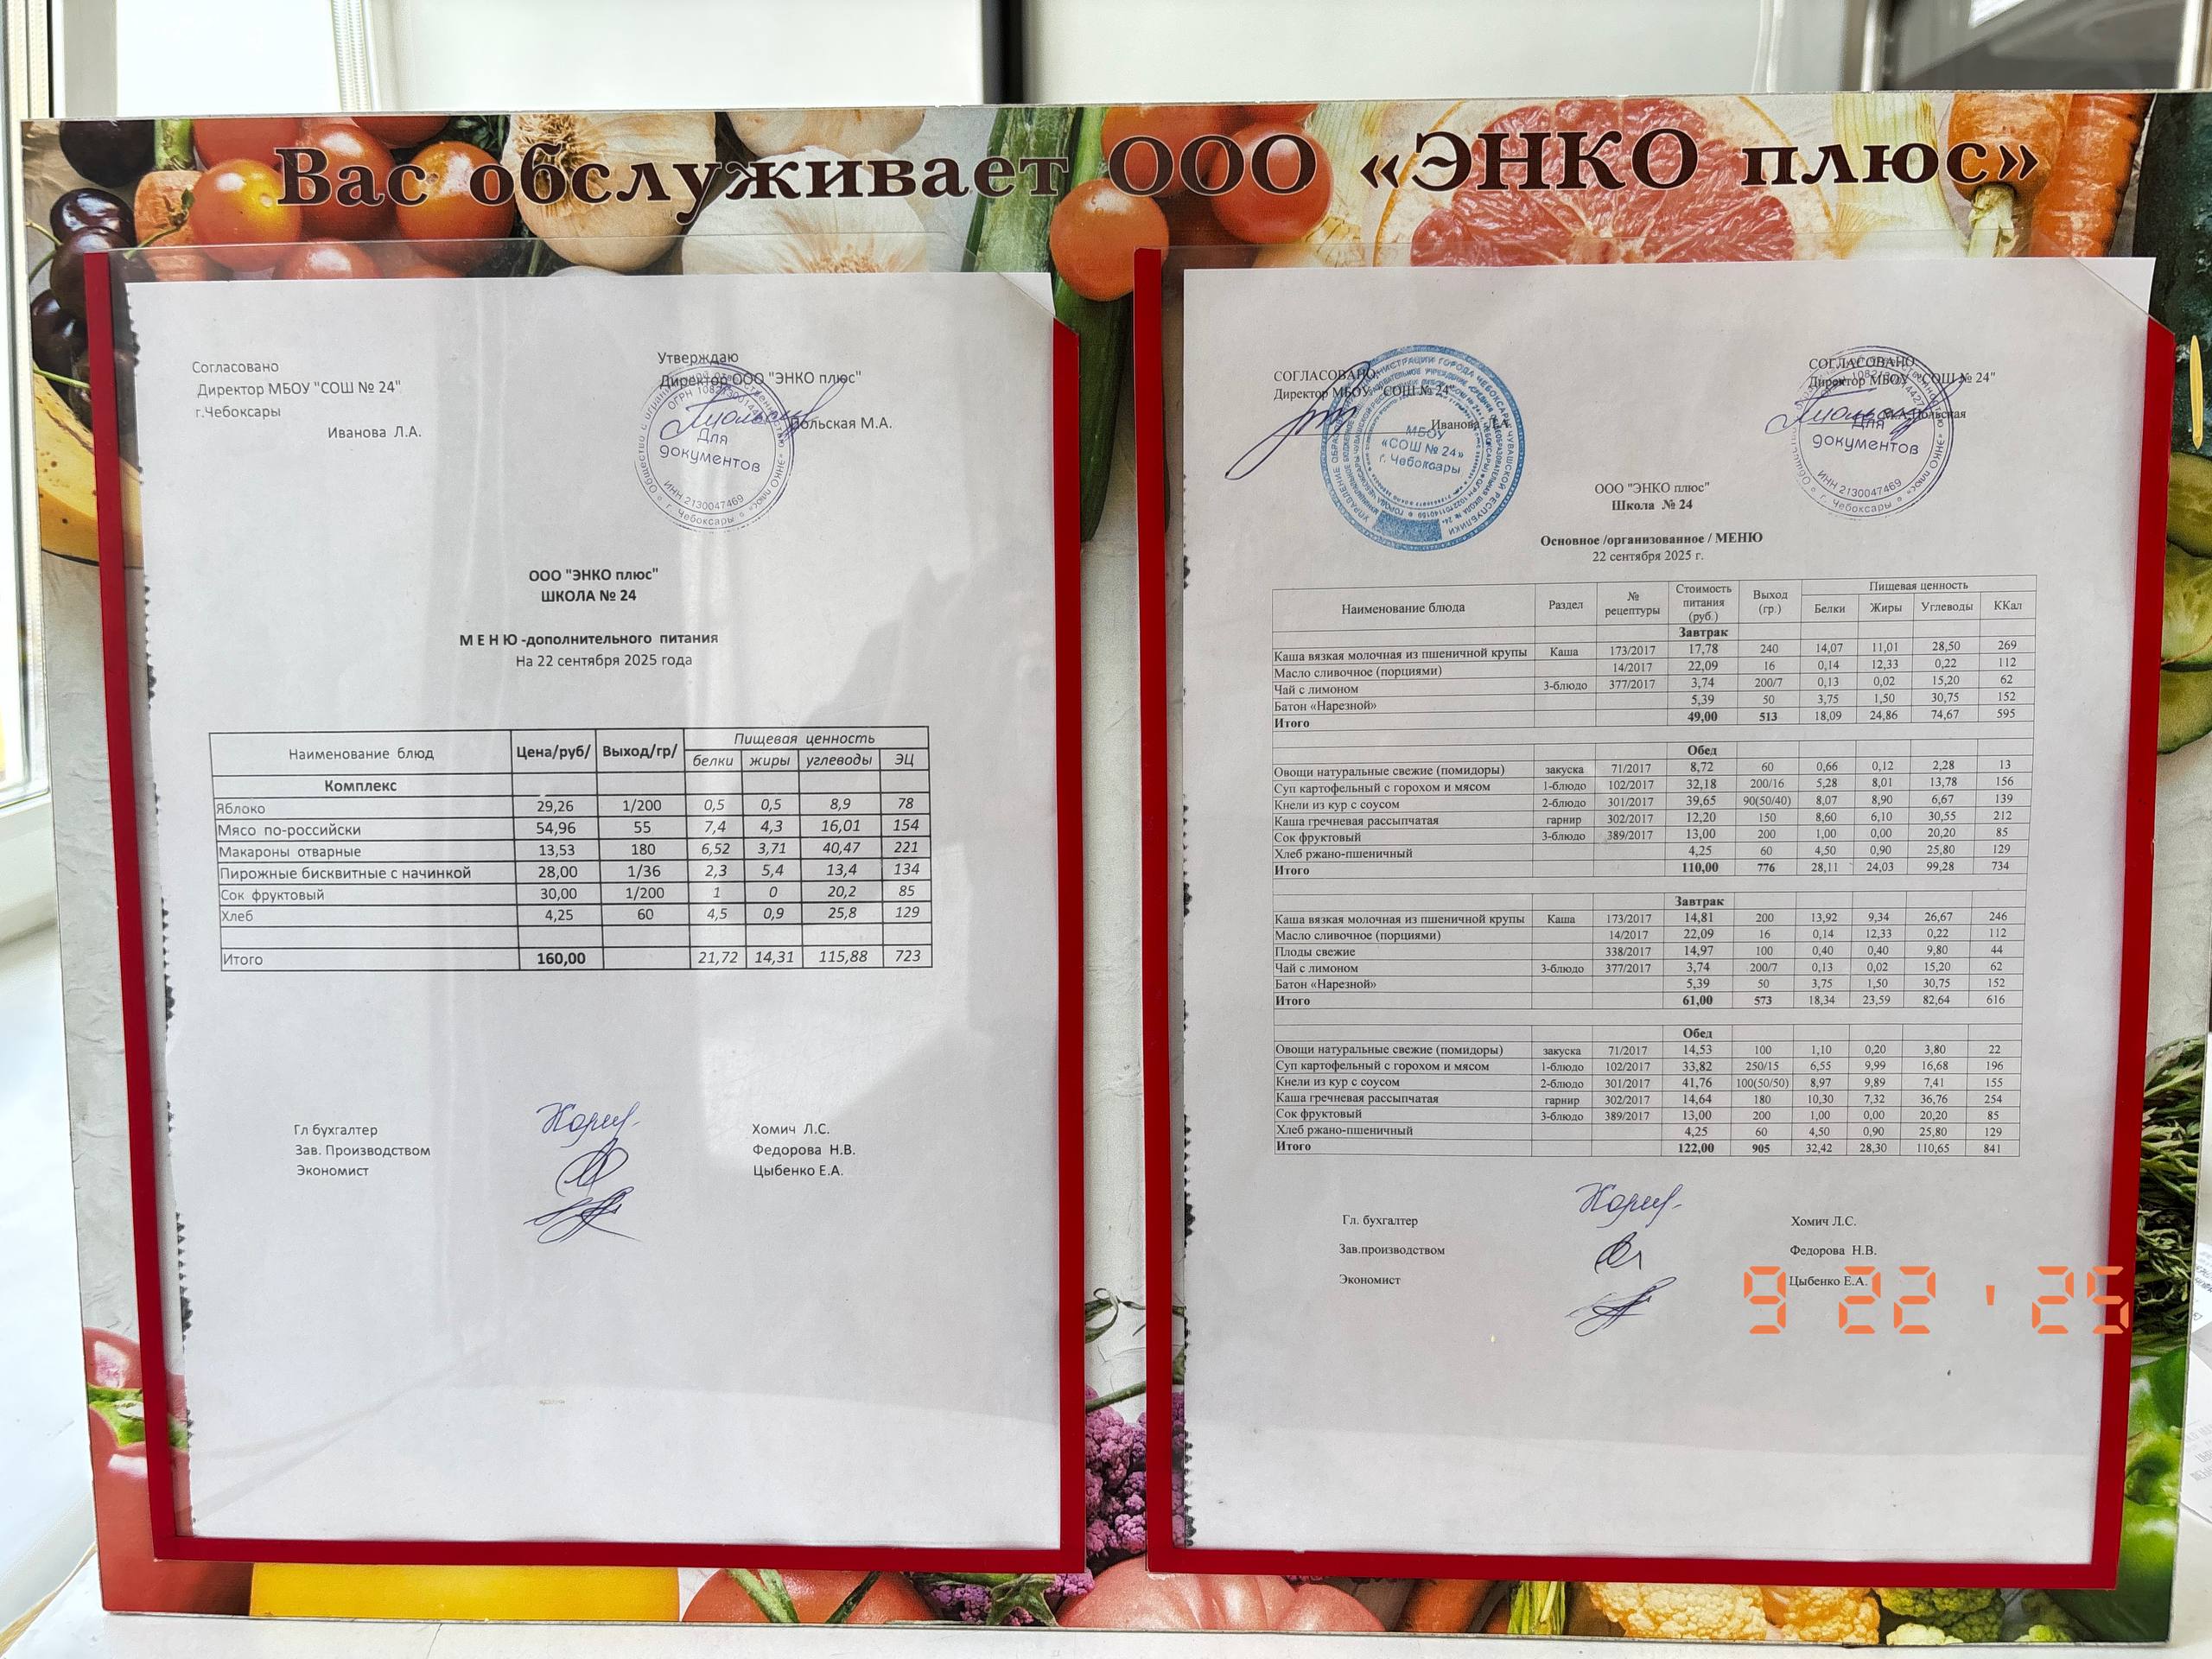 Вас обслуживает ООО «ЭНКО плюс»
Согласовано
Директор МБОУ "СОШ № 24"
г.Чебоксары
Иванова Л.А.
Утверждаю
Директор ООО "ЭНКО плюс"
Польская М.А.
Для
документов
ИНН 2130047469
г. Чебоксары
ООО "ЭНКО плюс"
ШКОЛА № 24
М Е Н Ю -дополнительного питания
На 22 сентября 2025 года
Наименование блюд Цена/руб/ Выход/гр/ Пищевая ценность
белки жиры углеводы ЭЦ
Комплекс
Яблоко 29,26 1/200 0,5 0,5 8,9 78
Мясо по-российски 54,96 55 7,4 4,3 16,01 154
Макароны отварные 13,53 180 6,52 3,71 40,47 221
Пирожные бисквитные с начинкой 28,00 1/36 2,3 5,4 13,4 134
Сок фруктовый 30,00 1/200 1 0 20,2 85
Хлеб 4,25 60 4,5 0,9 25,8 129
Итого 160,00 21,72 14,31 115,88 723
Гл бухгалтер Хомич Л.С.
Зав. Производством Федорова Н.В.
Экономист Цыбенко Е.А.
СОГЛАСОВАНО
Директор МБОУ "СОШ № 24"
Иванова Л.А.
МБОУ
«СОШ № 24»
г. Чебоксары
СОГЛАСОВАНО
Директор МБОУ "СОШ № 24"
М.А. Польская
Для
документов
ИНН 2130047469
г. Чебоксары
ООО "ЭНКО плюс"
Школа № 24
Основное /организованное / МЕНЮ
22 сентября 2025 г.
Наименование блюда Раздел № рецептуры Стоимость питания (руб.) Выход (гр.) Пищевая ценность
Белки Жиры Углеводы ККал
Завтрак
Каша вязкая молочная из пшеничной крупы Каша 173/2017 17,78 240 14,07 11,01 28,50 269
Масло сливочное (порциями) 14/2017 22,09 16 0,14 12,33 0,22 112
Чай с лимоном 3-блюдо 377/2017 3,74 200/7 0,13 0,02 15,20 62
Батон «Нарезной» 5,39 50 3,75 1,50 30,75 152
Итого 49,00 513 18,09 24,86 74,67 595
Обед
Овощи натуральные свежие (помидоры) закуска 71/2017 8,72 60 0,66 0,12 2,28 13
Суп картофельный с горохом и мясом 1-блюдо 102/2017 32,18 200/16 5,28 8,01 13,78 156
Кнели из кур с соусом 2-блюдо 301/2017 39,65 90(50/40) 8,07 8,90 6,67 139
Каша гречневая рассыпчатая гарнир 302/2017 12,20 150 8,60 6,10 30,55 212
Сок фруктовый 3-блюдо 389/2017 13,00 200 1,00 0,00 20,20 85
Хлеб ржано-пшеничный 4,25 60 4,50 0,90 25,80 129
Итого 110,00 776 28,11 24,03 99,28 734
Завтрак
Каша вязкая молочная из пшеничной крупы Каша 173/2017 14,81 200 13,92 9,34 26,67 246
Масло сливочное (порциями) 14/2017 22,09 16 0,14 12,33 0,22 112
Плоды свежие 338/2017 14,97 100 0,40 0,40 9,80 44
Чай с лимоном 3-блюдо 377/2017 3,74 200/7 0,13 0,02 15,20 62
Батон «Нарезной» 5,39 50 3,75 1,50 30,75 152
Итого 61,00 573 18,34 23,59 82,64 616
Обед
Овощи натуральные свежие (помидоры) закуска 71/2017 14,53 100 1,10 0,20 3,80 22
Суп картофельный с горохом и мясом 1-блюдо 102/2017 33,82 250/15 6,55 9,99 16,68 196
Кнели из кур с соусом 2-блюдо 301/2017 41,76 100(50/50) 8,97 9,89 7,41 155
Каша гречневая рассыпчатая гарнир 302/2017 14,64 180 10,30 7,32 36,76 254
Сок фруктовый 3-блюдо 389/2017 13,00 200 1,00 0,00 20,20 85
Хлеб ржано-пшеничный 4,25 60 4,50 0,90 25,80 129
Итого 122,00 905 32,42 28,30 110,65 841
Гл. бухгалтер Хомич Л.С.
Зав.производством Федорова Н.В.
Экономист Цыбенко Е.А.
9 22 ' 25